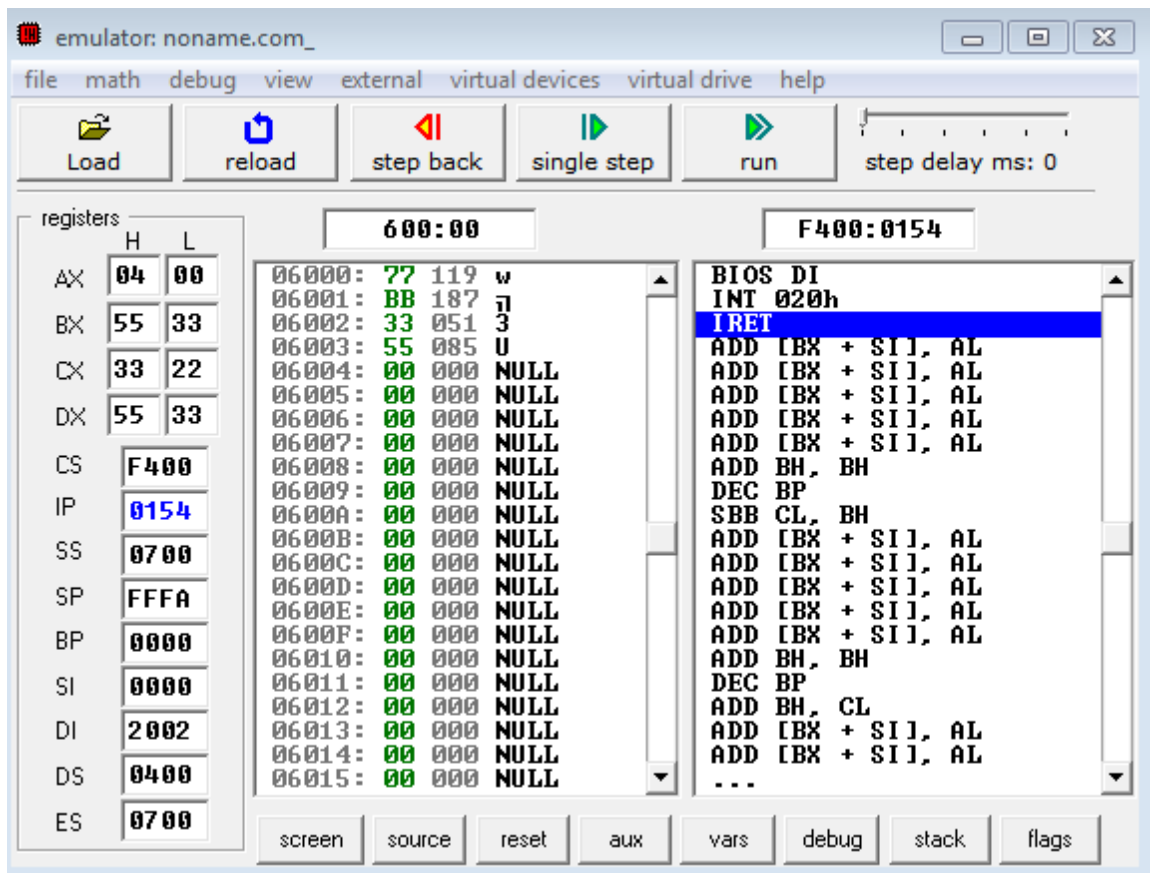 emulator: noname.com_
file math debug view external virtual devices virtual drive help
Load reload step back single step run step delay ms: 0
registers
H L
AX 04 00
BX 55 33
CX 33 22
DX 55 33
CS F400
IP 0154
SS 0700
SP FFFA
BP 0000
SI 0000
DI 2002
DS 0400
ES 0700
600:00
06000: 77 119 w
06001: BB 187 ה
06002: 33 051 3
06003: 55 085 U
06004: 00 000 NULL
06005: 00 000 NULL
06006: 00 000 NULL
06007: 00 000 NULL
06008: 00 000 NULL
06009: 00 000 NULL
0600A: 00 000 NULL
0600B: 00 000 NULL
0600C: 00 000 NULL
0600D: 00 000 NULL
0600E: 00 000 NULL
0600F: 00 000 NULL
06010: 00 000 NULL
06011: 00 000 NULL
06012: 00 000 NULL
06013: 00 000 NULL
06014: 00 000 NULL
06015: 00 000 NULL
F400:0154
BIOS DI
INT 020h
IRET
ADD [BX + SI], AL
ADD [BX + SI], AL
ADD [BX + SI], AL
ADD [BX + SI], AL
ADD [BX + SI], AL
ADD BH, BH
DEC BP
SBB CL, BH
ADD [BX + SI], AL
ADD [BX + SI], AL
ADD [BX + SI], AL
ADD [BX + SI], AL
ADD [BX + SI], AL
ADD BH, BH
DEC BP
ADD BH, CL
ADD [BX + SI], AL
ADD [BX + SI], AL
...
screen source reset aux vars debug stack flags